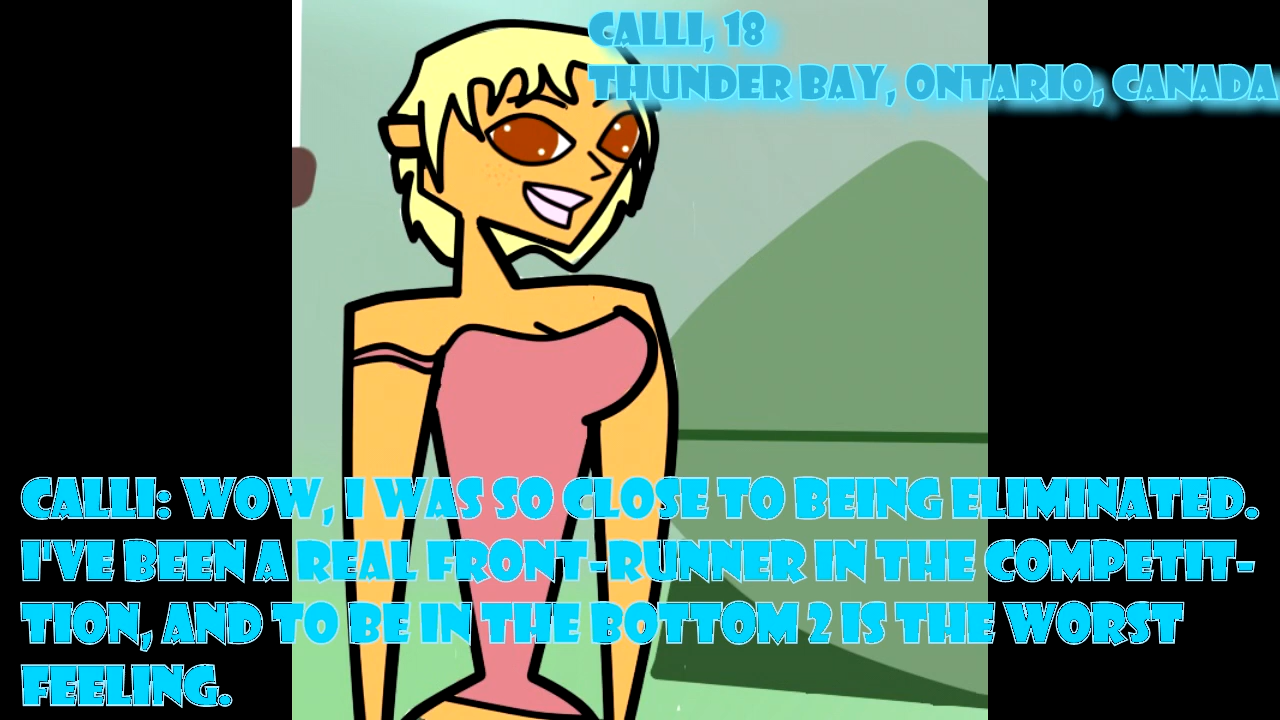 CALLI, 18
THUNDER BAY, ONTARIO, CANADA
CALLI: WOW, I WAS SO CLOSE TO BEING ELIMINATED.
I'VE BEEN A REAL FRONT-RUNNER IN THE COMPETIT-
TION, AND TO BE IN THE BOTTOM 2 IS THE WORST
FEELING.